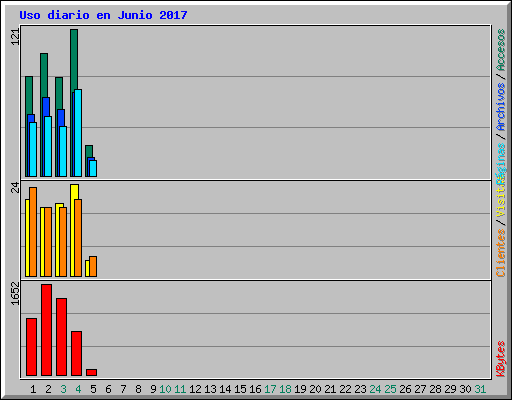 Uso diario en Junio 2017
121
24
1652
Accesos / Archivos / Páginas
Visitas / Clientes
KBytes
1 2 3 4 5 6 7 8 9 10 11 12 13 14 15 16 17 18 19 20 21 22 23 24 25 26 27 28 29 30 31